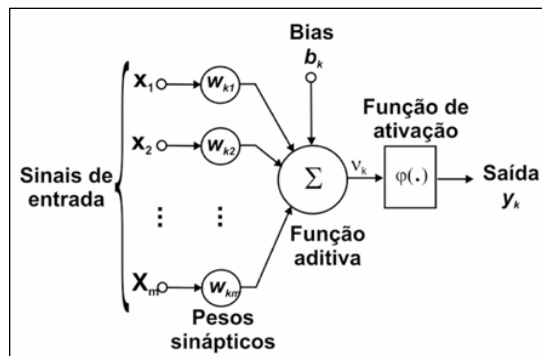 Bias
b_k
x_1
w_k1
Função de
ativação
x_2
w_k2
Sinais de
entrada
Σ
v_k
φ(.)
Saída
y_k
⋮
⋮
Função
aditiva
X_m
w_km
Pesos
sinápticos